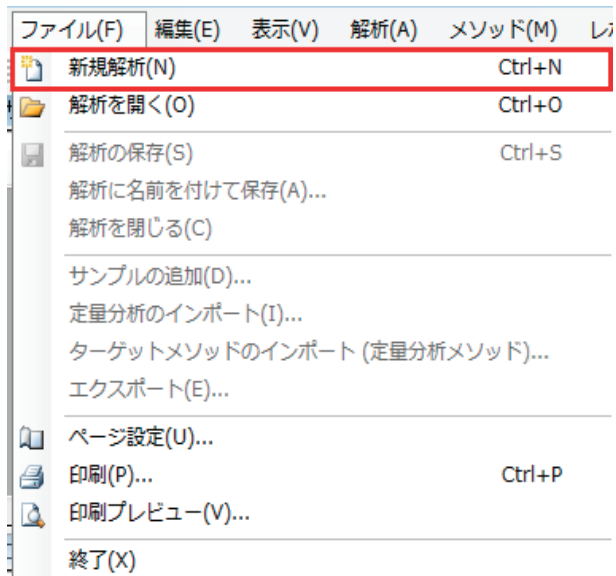 ファイル(F) 編集(E) 表示(V) 解析(A) メソッド(M)
新規解析(N) Ctrl+N
解析を開く(O) Ctrl+O
解析の保存(S) Ctrl+S
解析に名前を付けて保存(A)...
解析を閉じる(C)
サンプルの追加(D)...
定量分析のインポート(I)...
ターゲットメソッドのインポート (定量分析メソッド)...
エクスポート(E)...
ページ設定(U)...
印刷(P)... Ctrl+P
印刷プレビュー(V)...
終了(X)